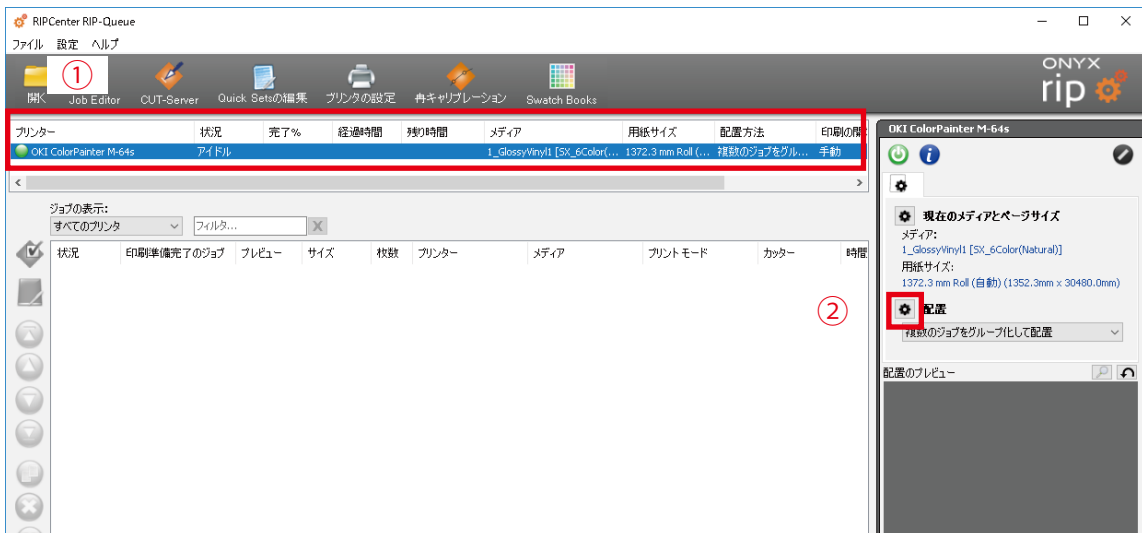 RIPCenter RIP-Queue
ファイル 設定 ヘルプ
①
開く Job Editor CUT-Server Quick Setsの編集 プリンタの設定 再キャリブレーション Swatch Books
ONYX
rip
プリンター 状況 完了% 経過時間 残り時間 メディア 用紙サイズ 配置方法 印刷の開
OKI ColorPainter M-64s アイドル 1_GlossyVinyl1 [SX_6Color(... 1372.3 mm Roll (... 複数のジョブをグル... 手動
ジョブの表示:
すべてのプリンタ フィルタ...
状況 印刷準備完了のジョブ プレビュー サイズ 枚数 プリンター メディア プリントモード カッター 時間
②
OKI ColorPainter M-64s
現在のメディアとページサイズ
メディア:
1_GlossyVinyl1 [SX_6Color(Natural)]
用紙サイズ:
1372.3 mm Roll (自動) (1352.3mm x 30480.0mm)
配置
複数のジョブをグループ化して配置
配置のプレビュー